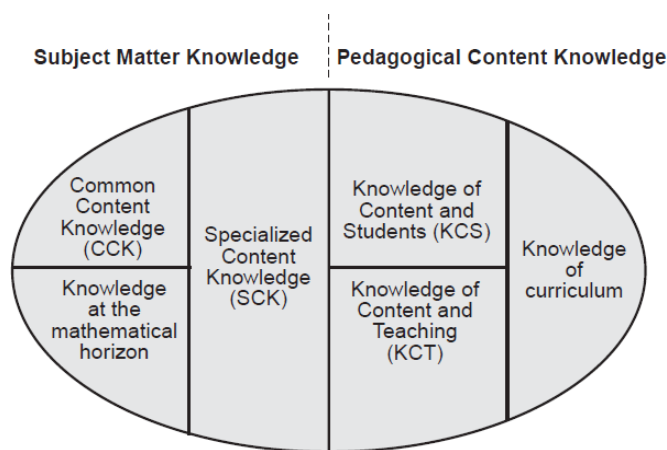 Subject Matter Knowledge
Pedagogical Content Knowledge
Common
Content
Knowledge
(CCK)
Knowledge
at the
mathematical
horizon
Specialized
Content
Knowledge
(SCK)
Knowledge of
Content and
Students (KCS)
Knowledge of
Content and
Teaching
(KCT)
Knowledge
of
curriculum